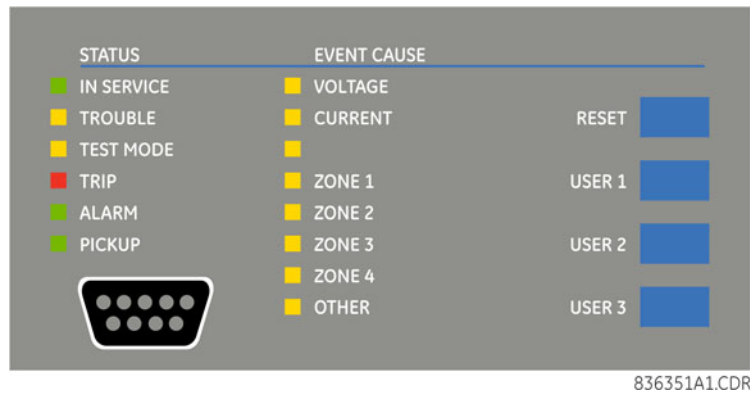 STATUS
IN SERVICE
TROUBLE
TEST MODE
TRIP
ALARM
PICKUP
EVENT CAUSE
VOLTAGE
CURRENT
ZONE 1
ZONE 2
ZONE 3
ZONE 4
OTHER
RESET
USER 1
USER 2
USER 3
836351A1.CDR